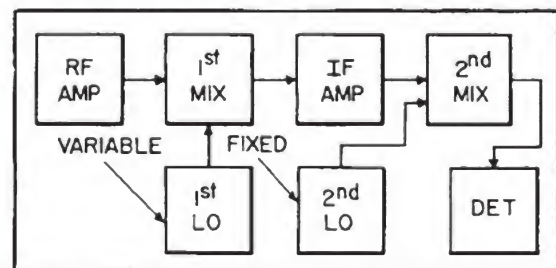 RF
AMP
1st
MIX
IF
AMP
2nd
MIX
VARIABLE
FIXED
1st
LO
2nd
LO
DET